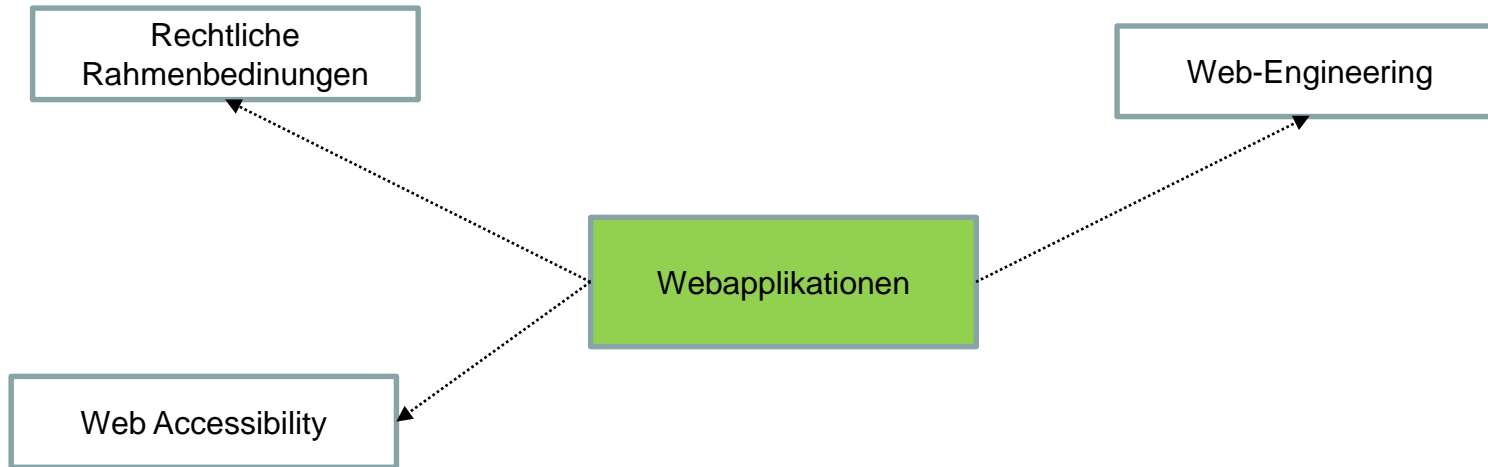 Rechtliche
Rahmenbedinungen
Web-Engineering
Webapplikationen
Web Accessibility